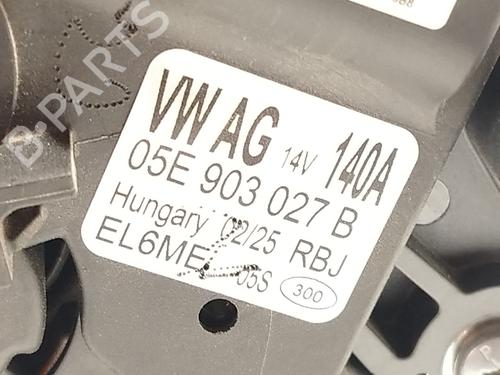 B-PARTS
VW AG 14V 140A
05E 903 027 B
Hungary 02/25 RBJ
EL6ME 05S 300